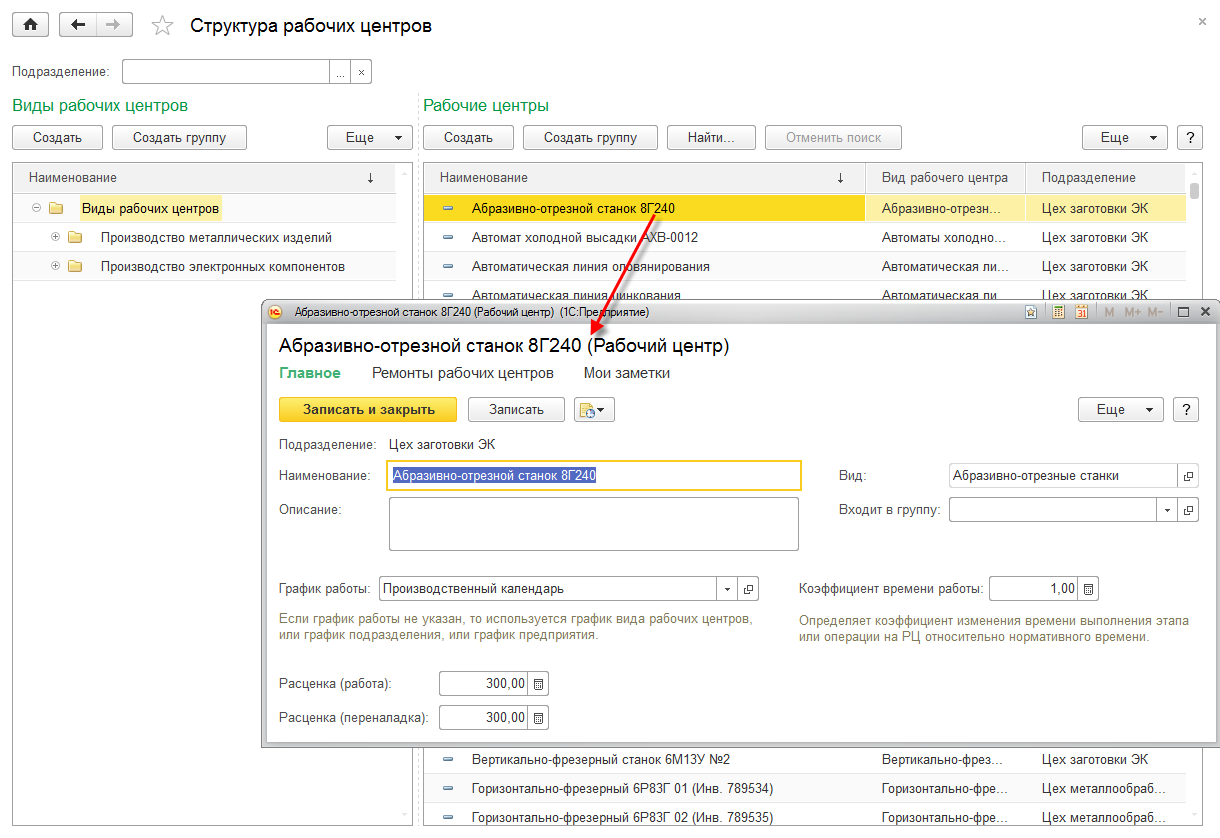 Структура рабочих центров
×
Подразделение:
... ×
Виды рабочих центров
Рабочие центры
Создать Создать группу Еще
Создать Создать группу Найти... Отменить поиск Еще ?
Наименование ↓
Виды рабочих центров
Производство металлических изделий
Производство электронных компонентов
Наименование ↓ Вид рабочего центра Подразделение
Абразивно-отрезной станок 8Г240 Абразивно-отрезн... Цех заготовки ЭК
Автомат холодной высадки АХВ-0012 Автоматы холодно... Цех заготовки ЭК
Автоматическая линия оловянирования Автоматическая ли... Цех заготовки ЭК
Автоматическая линия цинкования Автоматическая ли Цех заготовки ЭК
1С Абразивно-отрезной станок 8Г240 (Рабочий центр) (1С:Предприятие) 31 M M+ M-
Абразивно-отрезной станок 8Г240 (Рабочий центр)
Главное Ремонты рабочих центров Мои заметки
Записать и закрыть Записать Еще ?
Подразделение: Цех заготовки ЭК
Наименование: Абразивно-отрезной станок 8Г240 Вид: Абразивно-отрезные станки
Описание: Входит в группу:
График работы: Производственный календарь Коэффициент времени работы: 1,00
Если график работы не указан, то используется график вида рабочих центров,
или график подразделения, или график предприятия.
Определяет коэффициент изменения времени выполнения этапа
или операции на РЦ относительно нормативного времени.
Расценка (работа): 300,00
Расценка (переналадка): 300,00
Вертикально-фрезерный станок 6М13У №2 Вертикально-фрез... Цех заготовки ЭК
Горизонтально-фрезерный 6Р83Г 01 (Инв. 789534) Горизонтально-фре... Цех металлообраб...
Горизонтально-фрезерный 6Р83Г 02 (Инв. 789535) Горизонтально-фре... Цех металлообраб...